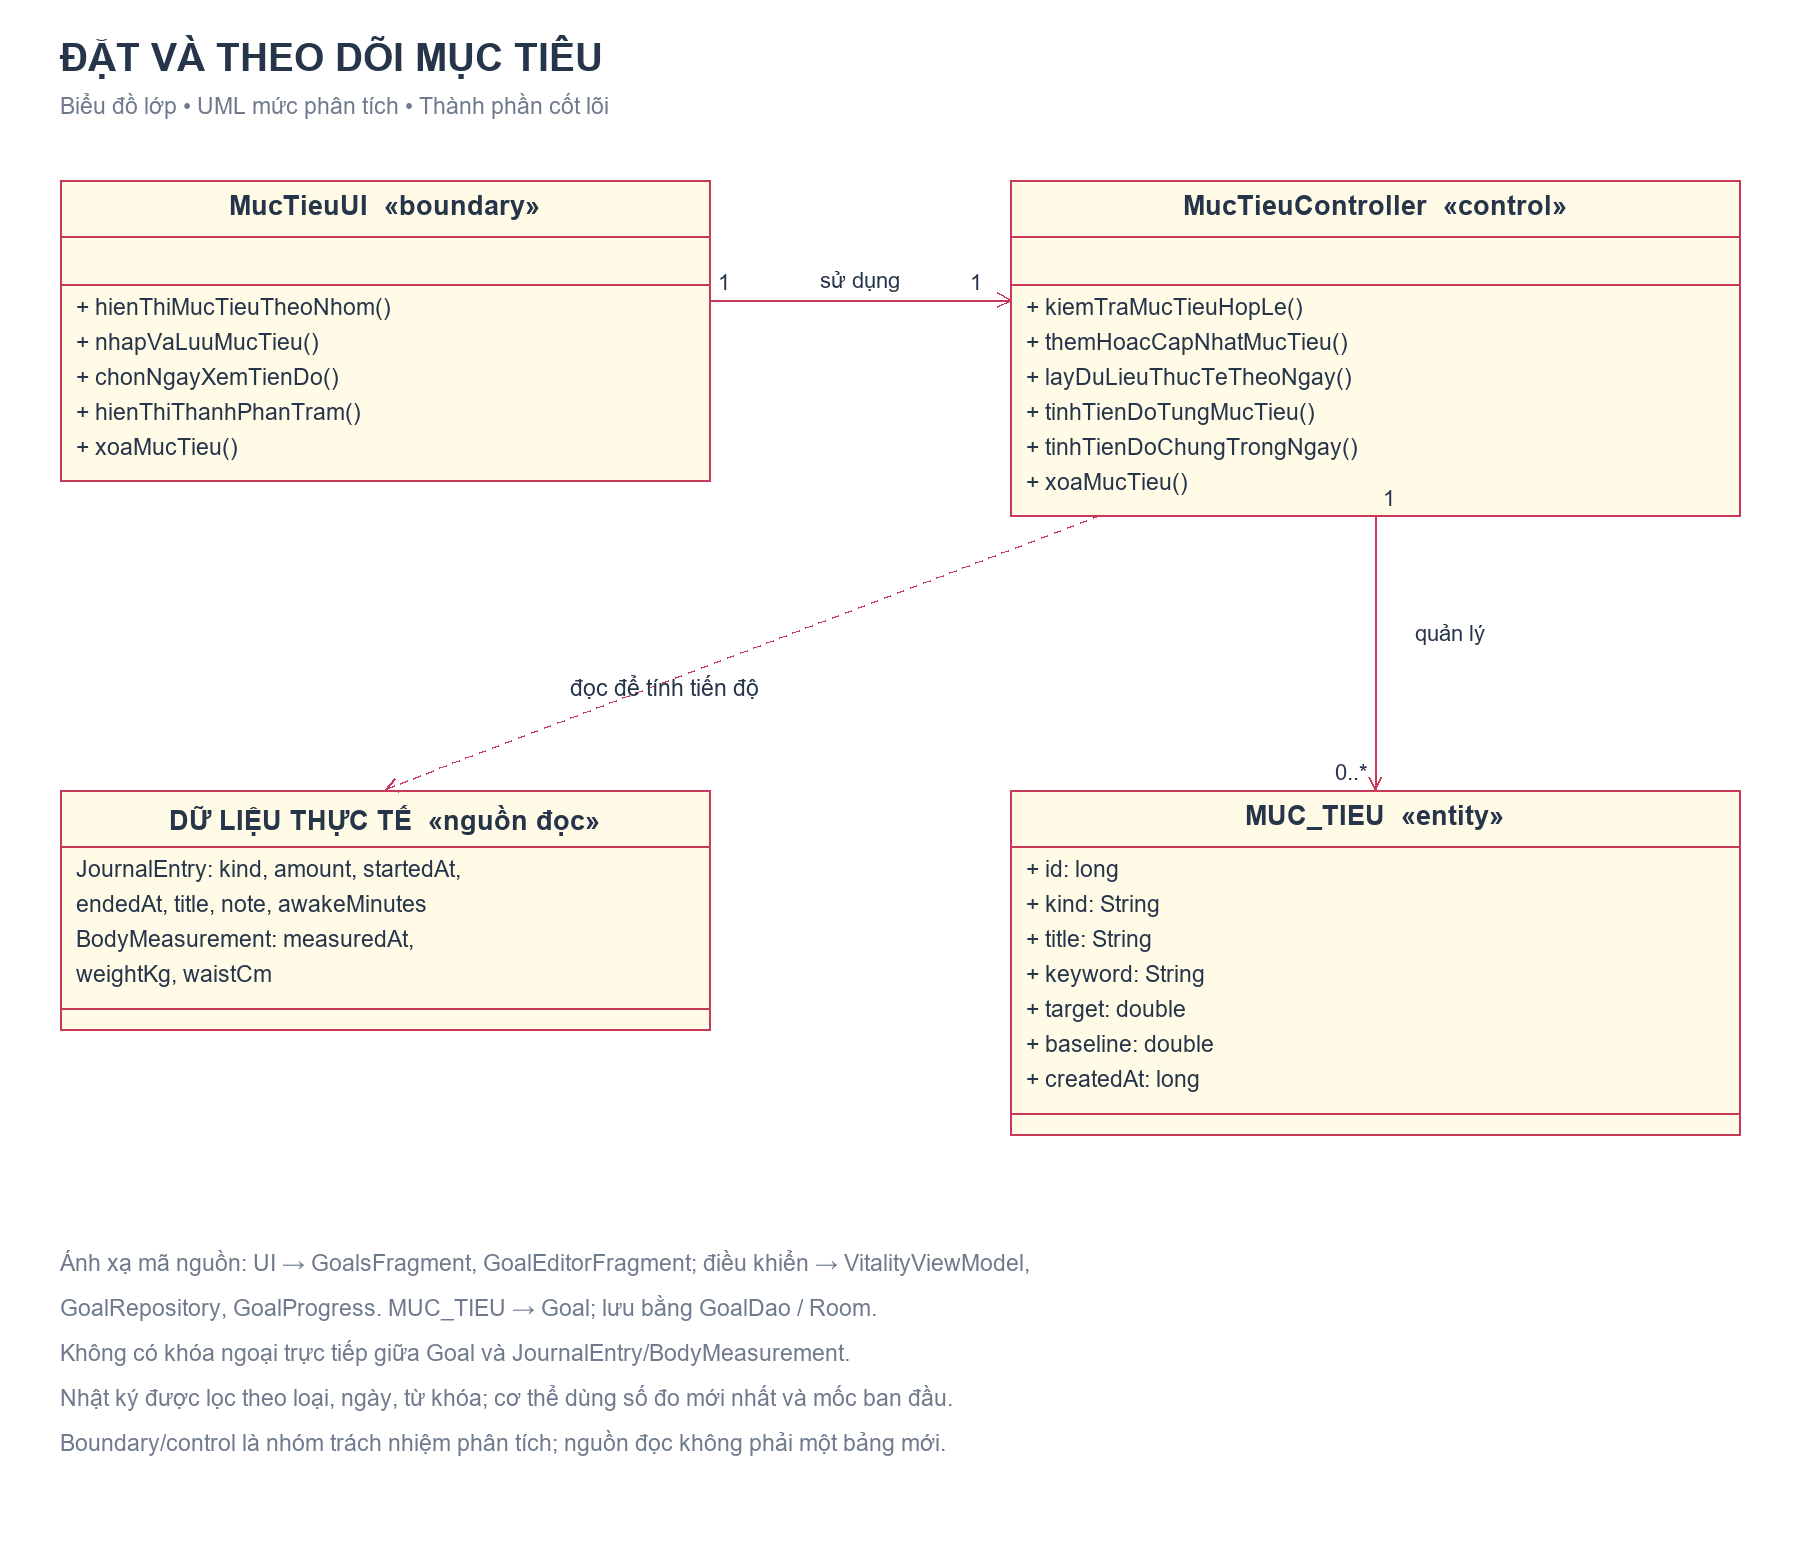 ĐẶT VÀ THEO DÕI MỤC TIÊU
Biểu đồ lớp • UML mức phân tích • Thành phần cốt lõi
MucTieuUI «boundary»
+ hienThiMucTieuTheoNhom()
+ nhapVaLuuMucTieu()
+ chonNgayXemTienDo()
+ hienThiThanhPhanTram()
+ xoaMucTieu()
1
sử dụng
1
MucTieuController «control»
+ kiemTraMucTieuHopLe()
+ themHoacCapNhatMucTieu()
+ layDuLieuThucTeTheoNgay()
+ tinhTienDoTungMucTieu()
+ tinhTienDoChungTrongNgay()
+ xoaMucTieu()
1
quản lý
đọc để tính tiến độ
0..*
DỮ LIỆU THỰC TẾ «nguồn đọc»
JournalEntry: kind, amount, startedAt,
endedAt, title, note, awakeMinutes
BodyMeasurement: measuredAt,
weightKg, waistCm
MUC_TIEU «entity»
+ id: long
+ kind: String
+ title: String
+ keyword: String
+ target: double
+ baseline: double
+ createdAt: long
Ánh xạ mã nguồn: UI → GoalsFragment, GoalEditorFragment; điều khiển → VitalityViewModel,
GoalRepository, GoalProgress. MUC_TIEU → Goal; lưu bằng GoalDao / Room.
Không có khóa ngoại trực tiếp giữa Goal và JournalEntry/BodyMeasurement.
Nhật ký được lọc theo loại, ngày, từ khóa; cơ thể dùng số đo mới nhất và mốc ban đầu.
Boundary/control là nhóm trách nhiệm phân tích; nguồn đọc không phải một bảng mới.